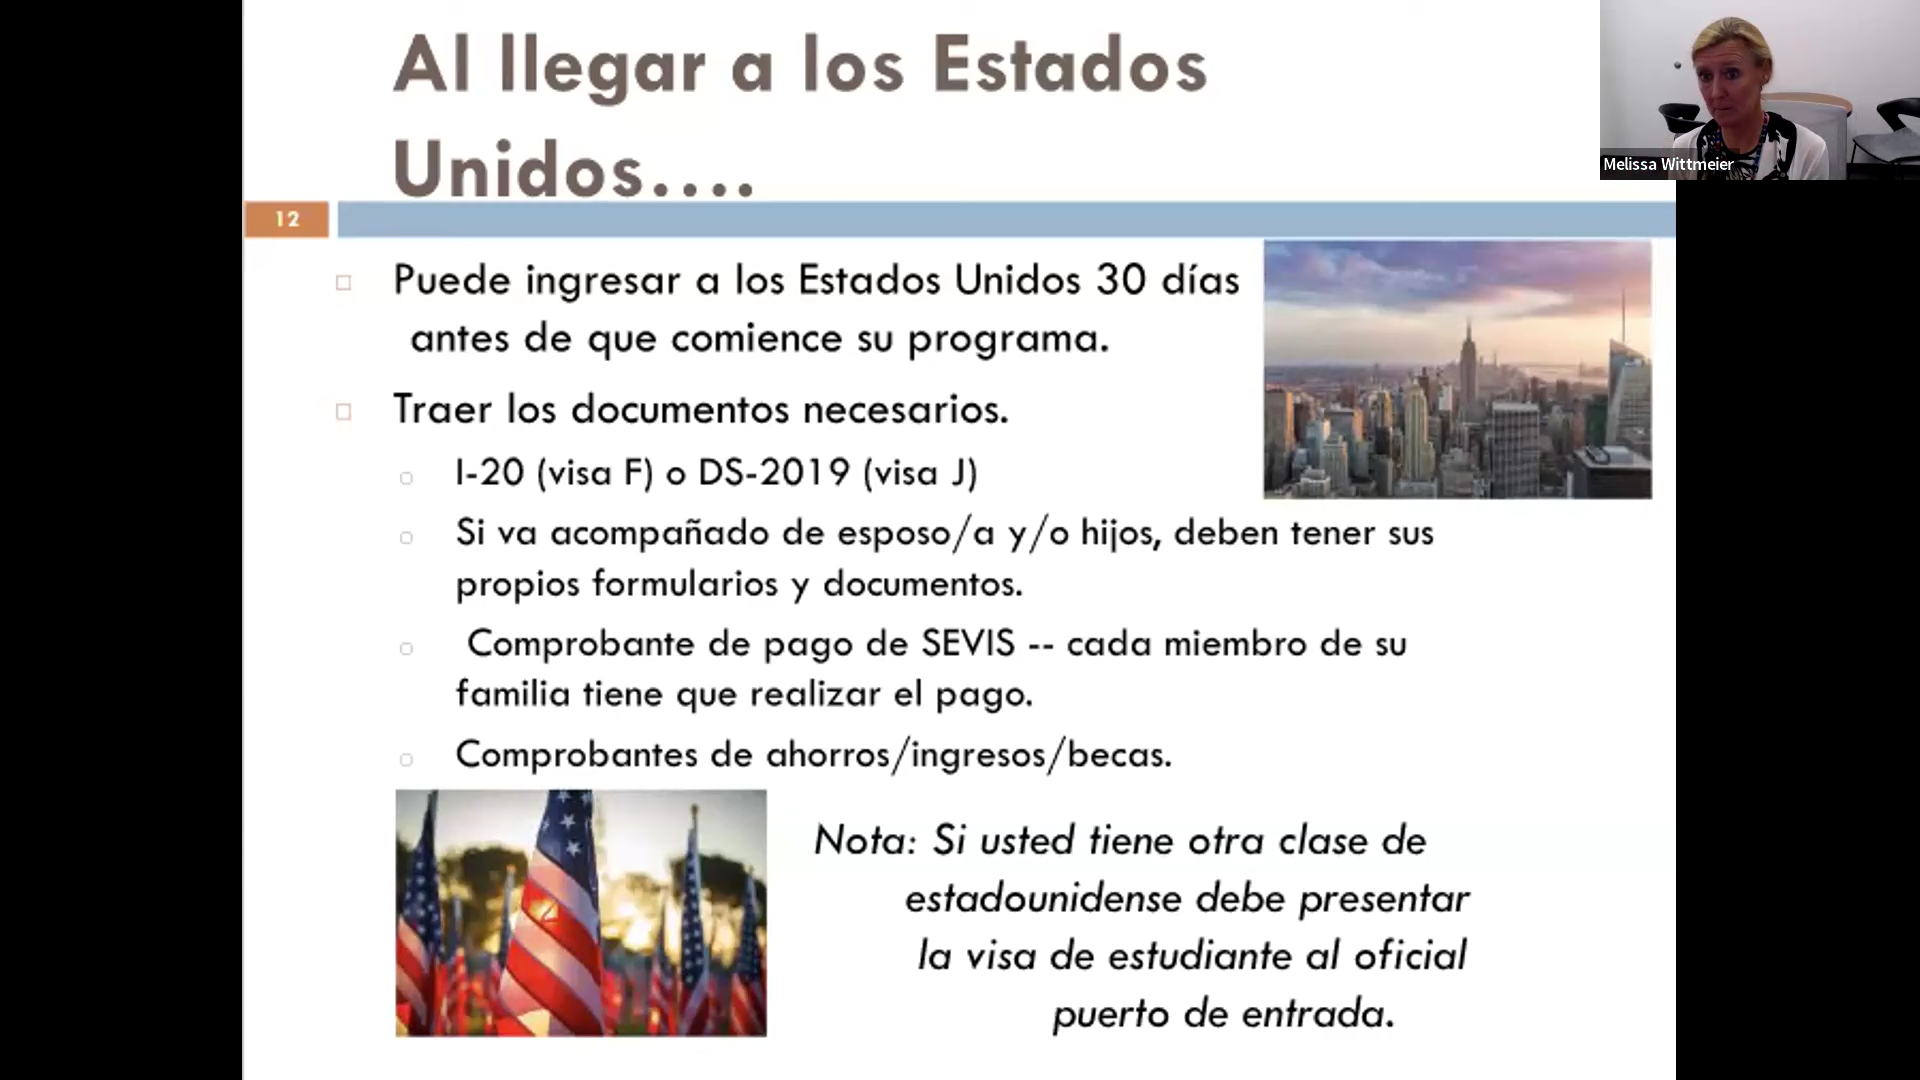 Al llegar a los Estados
Unidos....
12
Puede ingresar a los Estados Unidos 30 días
antes de que comience su programa.
Traer los documentos necesarios.
I-20 (visa F) o DS-2019 (visa J)
Si va acompañado de esposo/a y/o hijos, deben tener sus
propios formularios y documentos.
Comprobante de pago de SEVIS -- cada miembro de su
familia tiene que realizar el pago.
Comprobantes de ahorros/ingresos/becas.
Nota: Si usted tiene otra clase de
estadounidense debe presentar
la visa de estudiante al oficial
puerto de entrada.
Melissa Wittmeier